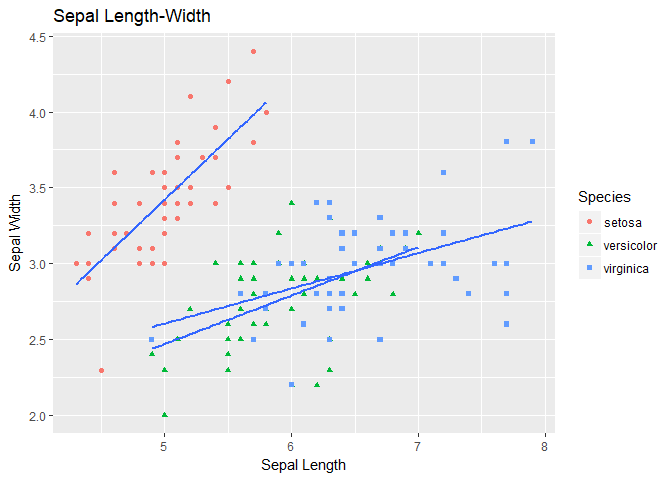 Sepal Length-Width
4.5
4.0
3.5
3.0
2.5
2.0
Sepal Width
5
6
7
8
Sepal Length
Species
setosa
versicolor
virginica